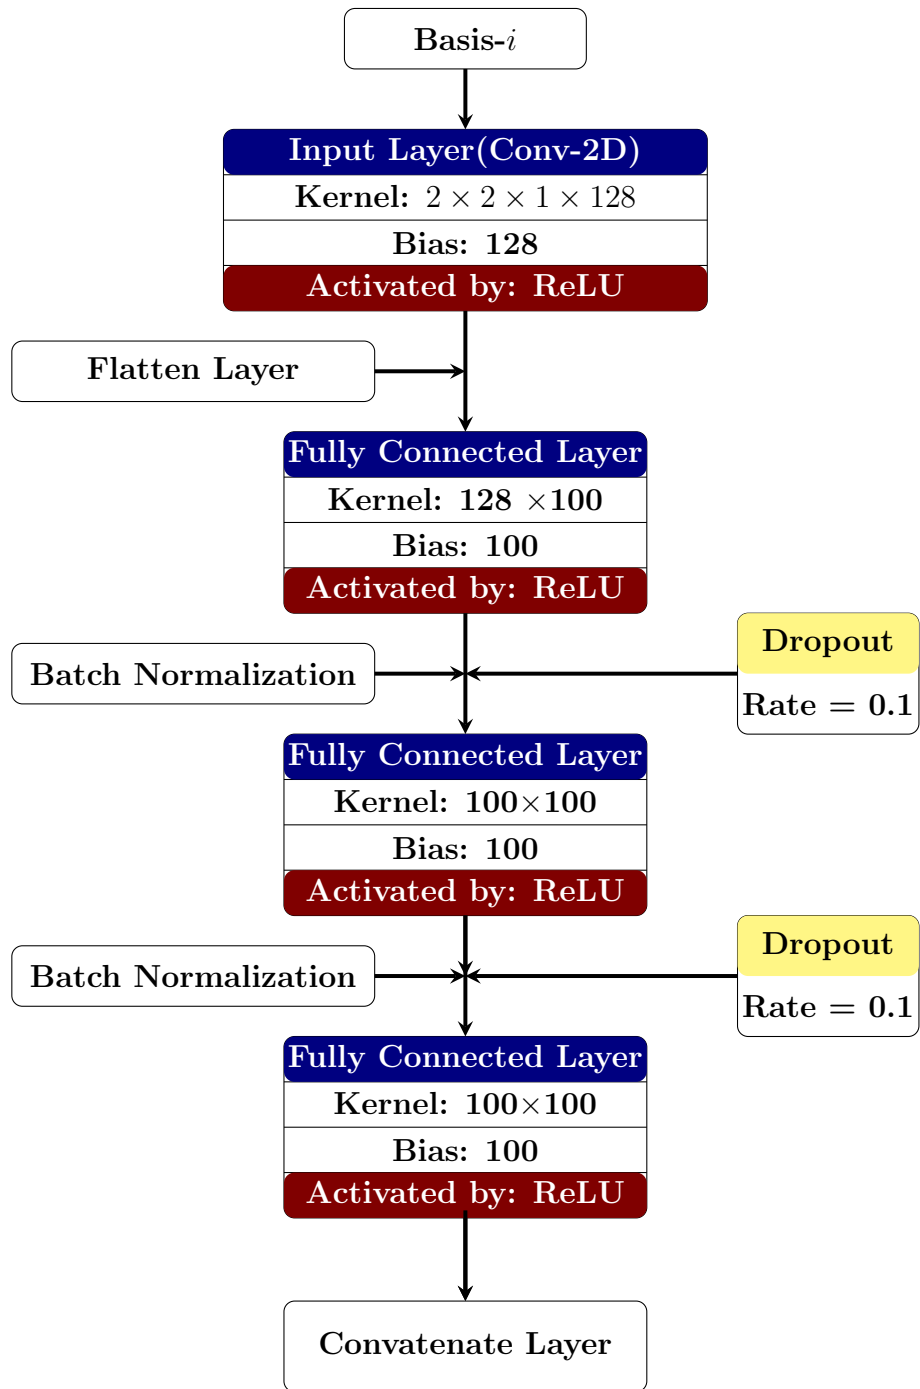 Basis-i
Input Layer(Conv-2D)
Kernel: 2 × 2 × 1 × 128
Bias: 128
Activated by: ReLU
Flatten Layer
Fully Connected Layer
Kernel: 128 ×100
Bias: 100
Activated by: ReLU
Dropout
Batch Normalization
Rate = 0.1
Fully Connected Layer
Kernel: 100×100
Bias: 100
Activated by: ReLU
Dropout
Batch Normalization
Rate = 0.1
Fully Connected Layer
Kernel: 100×100
Bias: 100
Activated by: ReLU
Convatenate Layer